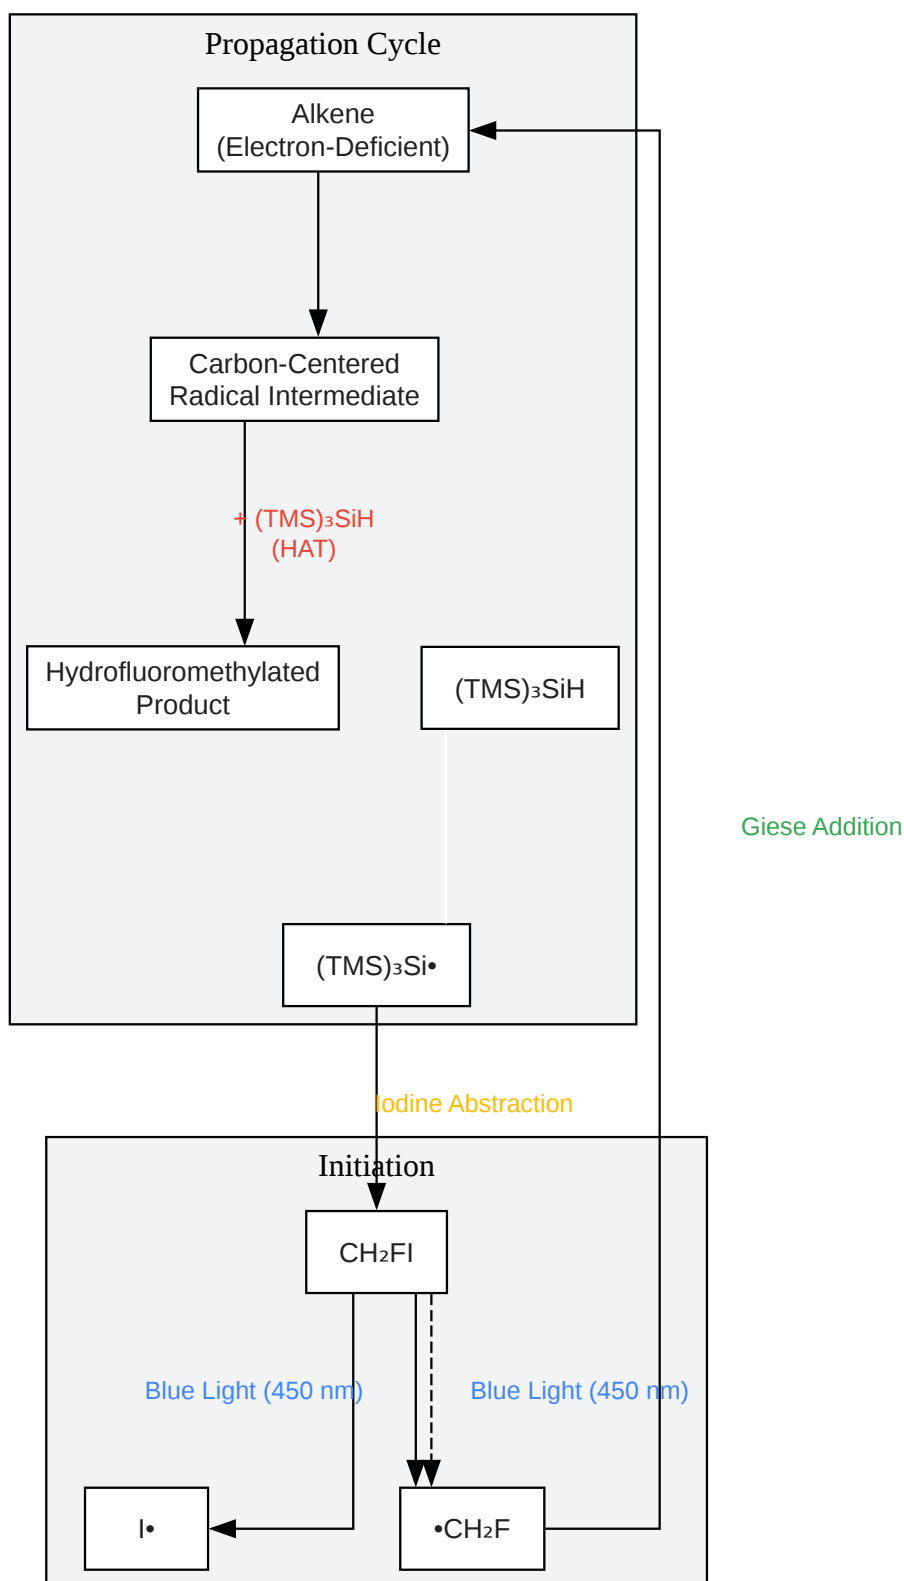 Propagation Cycle
Alkene
(Electron-Deficient)
Carbon-Centered
Radical Intermediate
+ (TMS)₃SiH
(HAT)
Hydrofluoromethylated
Product
(TMS)₃SiH
Giese Addition
(TMS)₃Si•
Iodine Abstraction
Initiation
CH₂FI
Blue Light (450 nm)
Blue Light (450 nm)
I•
•CH₂F